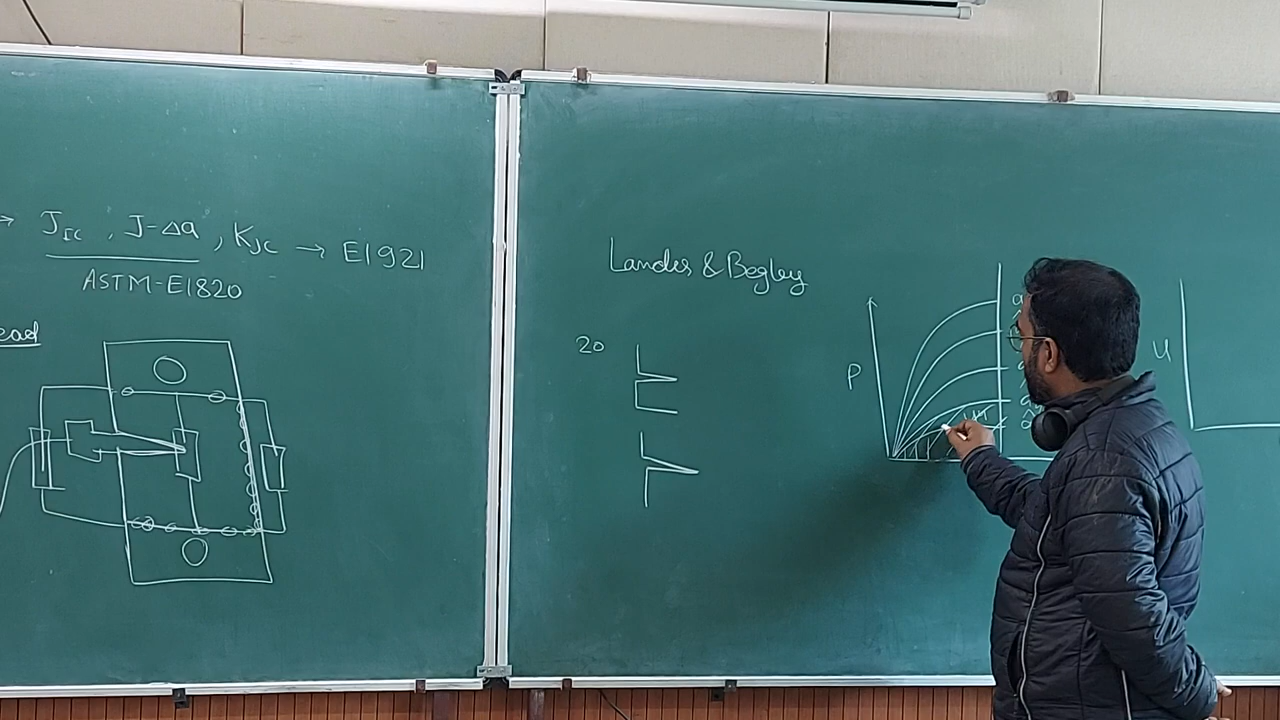 → J_IC , J-Δa , K_JC → E1921
ASTM-E1820
ead
Landes & Begley
20
P
a
a
a
a
U